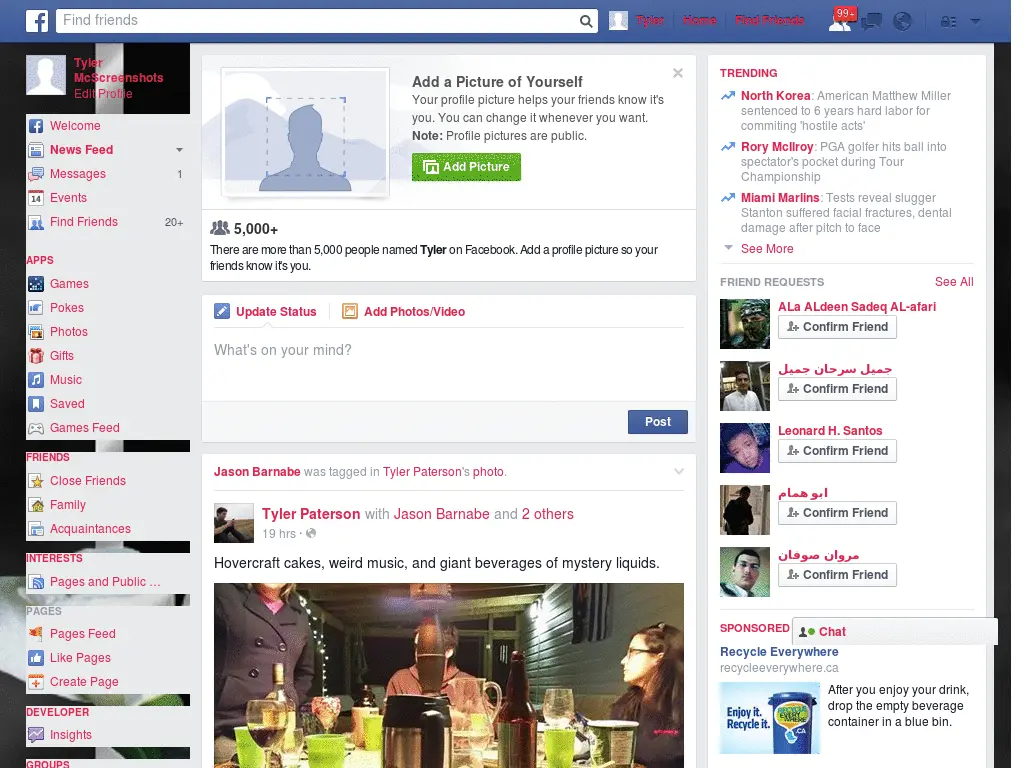 Find friends
Tyler
Home
Find Friends
99+
Tyler
McScreenshots
Edit Profile
Welcome
News Feed
Messages 1
14 Events
Find Friends 20+
APPS
Games
Pokes
Photos
Gifts
Music
Saved
Games Feed
FRIENDS
Close Friends
Family
Acquaintances
INTERESTS
Pages and Public ...
PAGES
Pages Feed
Like Pages
Create Page
DEVELOPER
Insights
GROUPS
Add a Picture of Yourself
Your profile picture helps your friends know it's
you. You can change it whenever you want.
Note: Profile pictures are public.
Add Picture
5,000+
There are more than 5,000 people named Tyler on Facebook. Add a profile picture so your
friends know it's you.
Update Status
Add Photos/Video
What's on your mind?
Post
Jason Barnabe was tagged in Tyler Paterson's photo.
Tyler Paterson with Jason Barnabe and 2 others
19 hrs ·
Hovercraft cakes, weird music, and giant beverages of mystery liquids.
TRENDING
North Korea: American Matthew Miller
sentenced to 6 years hard labor for
commiting 'hostile acts'
Rory McIlroy: PGA golfer hits ball into
spectator's pocket during Tour
Championship
Miami Marlins: Tests reveal slugger
Stanton suffered facial fractures, dental
damage after pitch to face
See More
FRIEND REQUESTS See All
ALa ALdeen Sadeq AL-afari
Confirm Friend
جميل سرحان جميل
Confirm Friend
Leonard H. Santos
Confirm Friend
ابو همام
Confirm Friend
مروان صوفان
Confirm Friend
SPONSORED
Chat
Recycle Everywhere
recycleeverywhere.ca
Enjoy it.
Recycle it.
RECYCLE
EVERYWHERE
.CA
After you enjoy your drink,
drop the empty beverage
container in a blue bin.